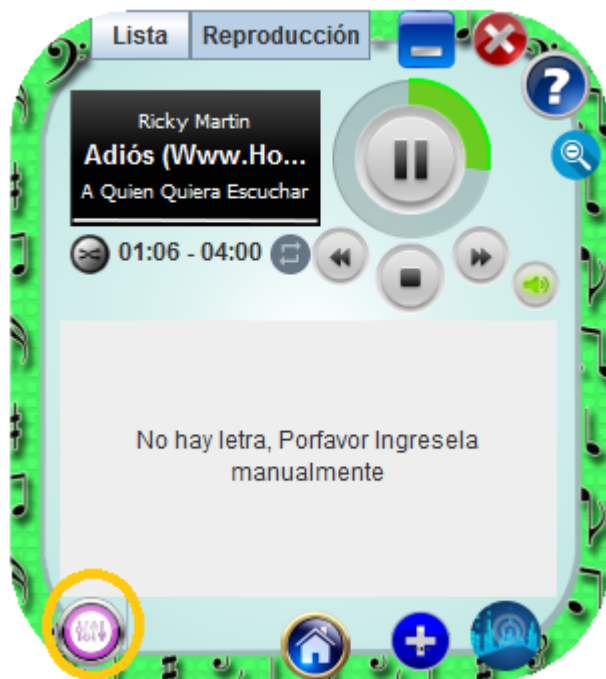 Lista
Reproducción
?
Ricky Martin
Adiós (Www.Ho...
A Quien Quiera Escuchar
01:06 - 04:00
No hay letra, Porfavor Ingresela
manualmente